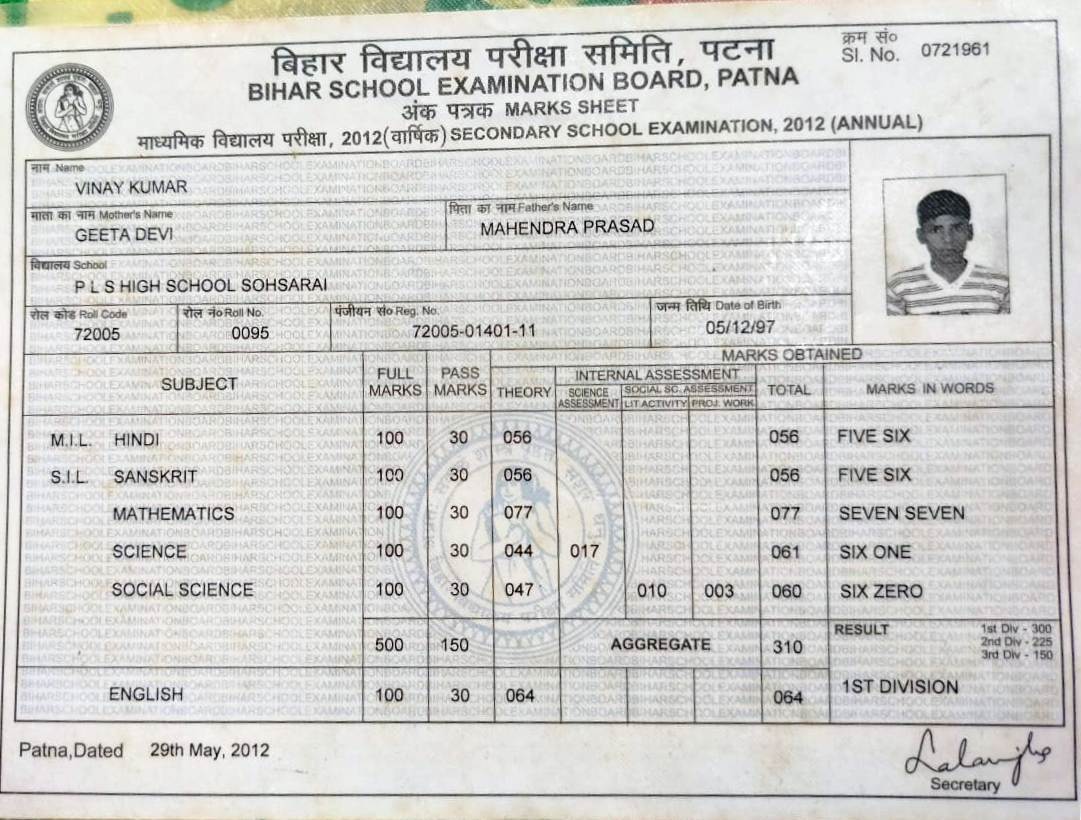 बिहार विद्यालय परीक्षा समिति, पटना
क्रम सं०
Sl. No. 0721961
BIHAR SCHOOL EXAMINATION BOARD, PATNA
अंक पत्रक MARKS SHEET
माध्यमिक विद्यालय परीक्षा, 2012(वार्षिक) SECONDARY SCHOOL EXAMINATION, 2012 (ANNUAL)
नाम Name
VINAY KUMAR
माता का नाम Mother's Name पिता का नाम Father's Name
GEETA DEVI MAHENDRA PRASAD
विद्यालय School
P L S HIGH SCHOOL SOHSARAI
रोल कोड Roll Code रोल नं० Roll No. पंजीयन सं० Reg. No. जन्म तिथि Date of Birth
72005 0095 72005-01401-11 05/12/97
MARKS OBTAINED
SUBJECT FULL MARKS PASS MARKS THEORY INTERNAL ASSESSMENT TOTAL MARKS IN WORDS
SCIENCE ASSESSMENT SOCIAL SC. ASSESSMENT
LIT ACTIVITY PROJ. WORK
M.I.L. HINDI 100 30 056 056 FIVE SIX
S.I.L. SANSKRIT 100 30 056 056 FIVE SIX
MATHEMATICS 100 30 077 077 SEVEN SEVEN
SCIENCE 100 30 044 017 061 SIX ONE
SOCIAL SCIENCE 100 30 047 010 003 060 SIX ZERO
500 150 AGGREGATE 310
RESULT
1st Div - 300
2nd Div - 225
3rd Div - 150
ENGLISH 100 30 064 064 1ST DIVISION
Patna,Dated 29th May, 2012
Secretary